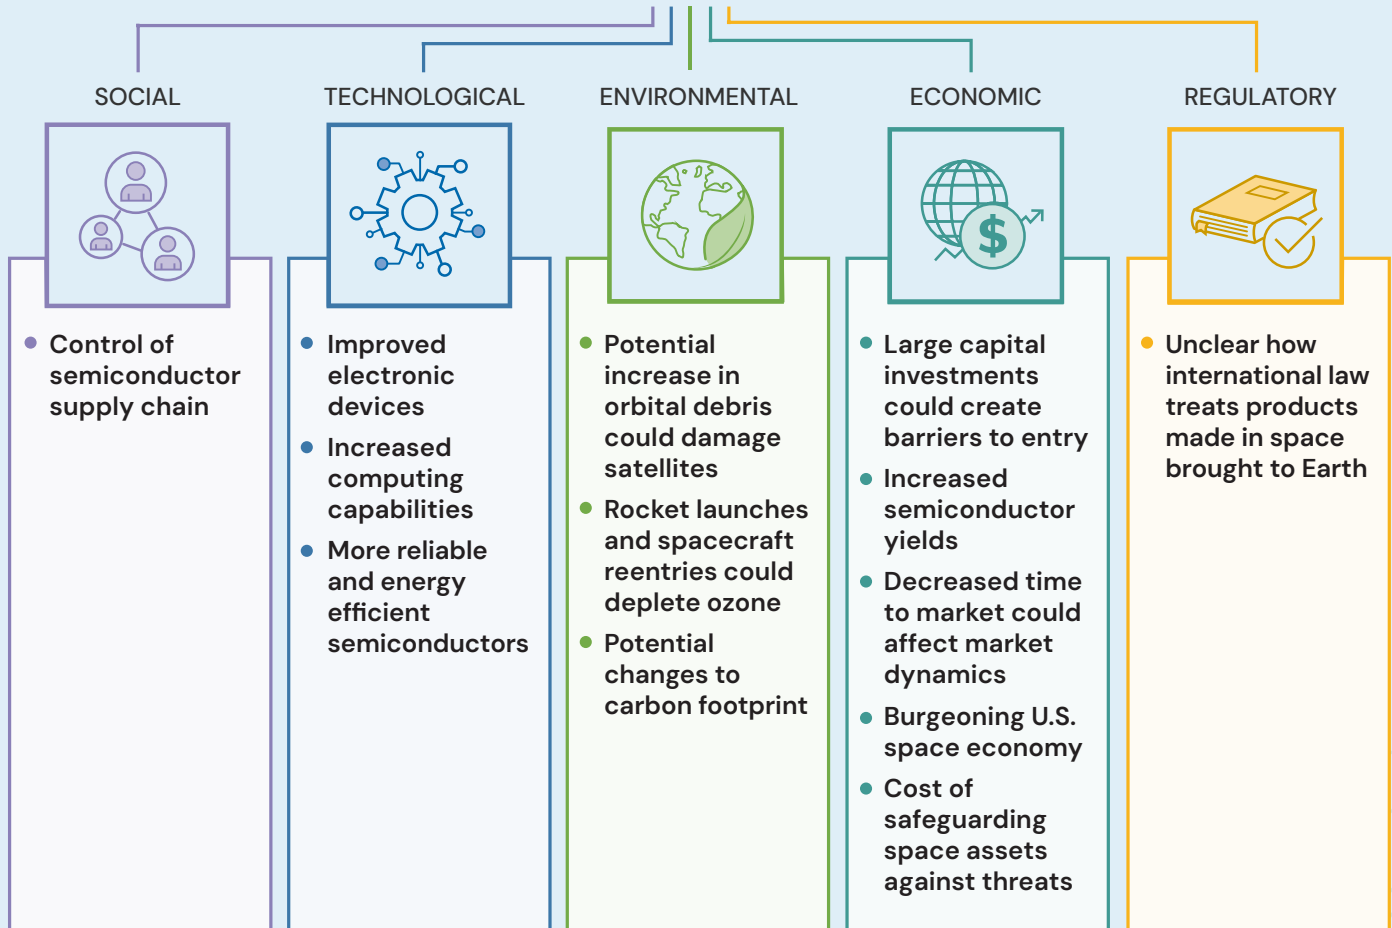 SOCIAL
Control of
semiconductor
supply chain
TECHNOLOGICAL
Improved
electronic
devices
Increased
computing
capabilities
More reliable
and energy
efficient
semiconductors
ENVIRONMENTAL
Potential
increase in
orbital debris
could damage
satellites
Rocket launches
and spacecraft
reentries could
deplete ozone
Potential
changes to
carbon footprint
ECONOMIC
$
Large capital
investments
could create
barriers to entry
Increased
semiconductor
yields
Decreased time
to market could
affect market
dynamics
Burgeoning U.S.
space economy
Cost of
safeguarding
space assets
against threats
REGULATORY
Unclear how
international law
treats products
made in space
brought to Earth